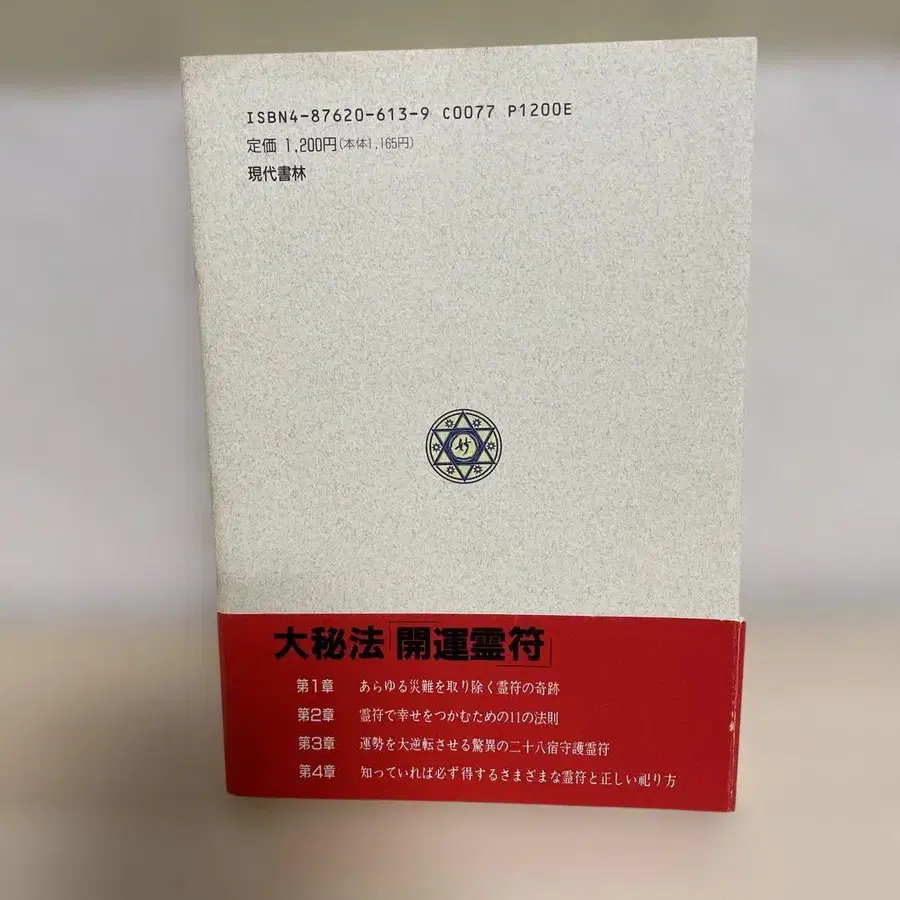 ISBN4-87620-613-9 C0077 P1200E
定価 1,200円(本体1,165円)
現代書林
大秘法「開運霊符」
第1章 あらゆる災難を取り除く霊符の奇跡
第2章 霊符で幸せをつかむための11の法則
第3章 運勢を大逆転させる驚異の二十八宿守護霊符
第4章 知っていれば必ず得するさまざまな霊符と正しい祀り方